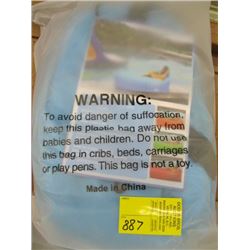 WARNING:
To avoid danger of suffocation,
keep this Plastic bag away from
babies and children. Do not use
this bag in cribs, beds, carriages
or play pens. This bag is not a toy.
Made in China
887